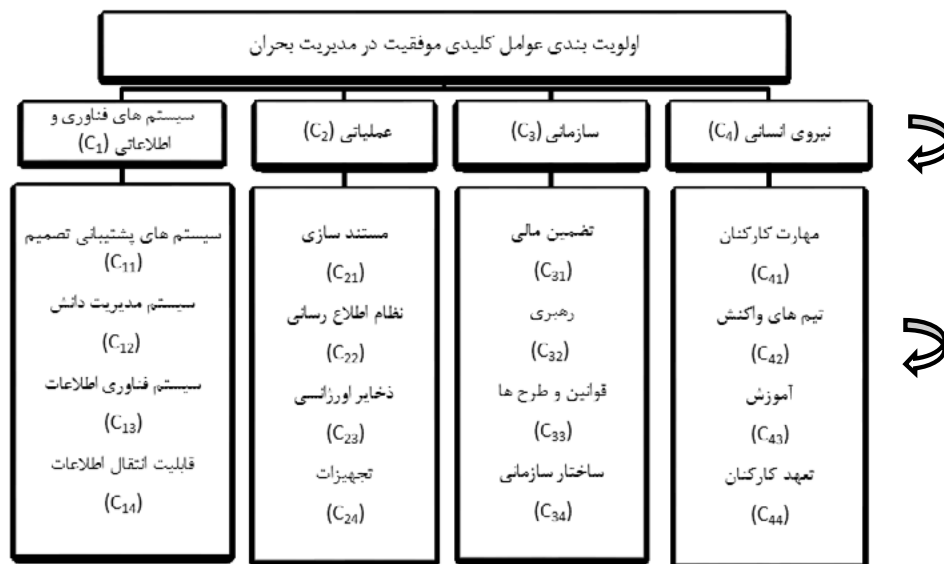 اولویت بندی عوامل کلیدی موفقیت در مدیریت بحران
نیروی انسانی (C4)
سازمانی (C3)
عملیاتی (C2)
سیستم های فناوری و
اطلاعاتی (C1)
مهارت کارکنان
(C41)
تیم های واکنش
(C42)
آموزش
(C43)
تعهد کارکنان
(C44)
تضمین مالی
(C31)
رهبری
(C32)
قوانین و طرح ها
(C33)
ساختار سازمانی
(C34)
مستند سازی
(C21)
نظام اطلاع رسانی
(C22)
ذخایر اورژانسی
(C23)
تجهیزات
(C24)
سیستم های پشتیبانی تصمیم
(C11)
سیستم مدیریت دانش
(C12)
سیستم فناوری اطلاعات
(C13)
قابلیت انتقال اطلاعات
(C14)